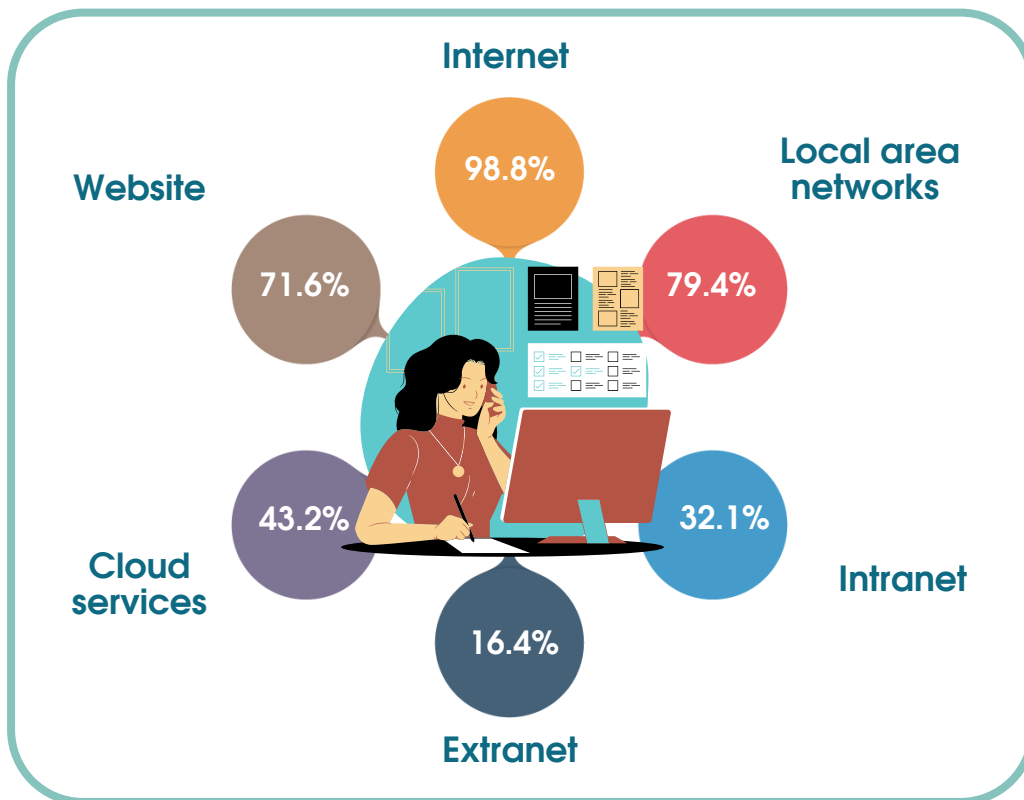 Internet
98.8%
Local area
networks
79.4%
Website
71.6%
Cloud
services
43.2%
32.1%
Intranet
16.4%
Extranet